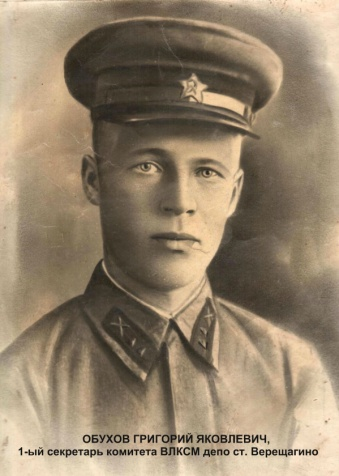 ОБУХОВ ГРИГОРИЙ ЯКОВЛЕВИЧ,
1-ый секретарь комитета ВЛКСМ депо ст. Верещагино